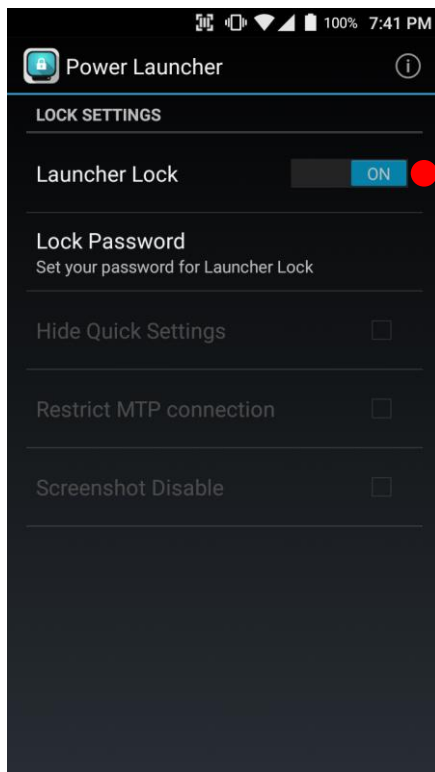 100% 7:41 PM
Power Launcher
LOCK SETTINGS
Launcher Lock ON
Lock Password
Set your password for Launcher Lock
Hide Quick Settings
Restrict MTP connection
Screenshot Disable